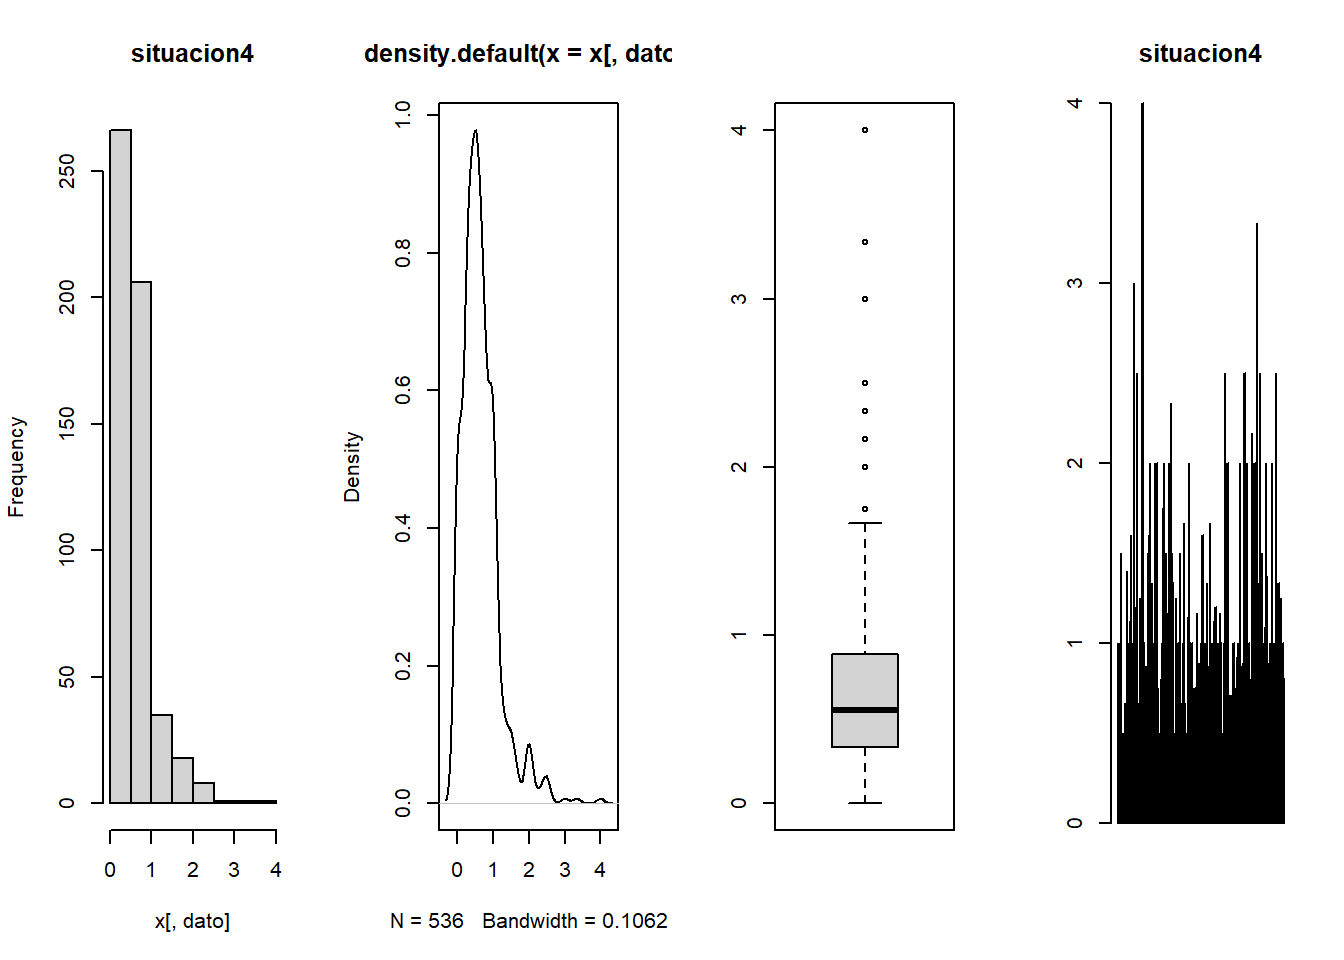 situacion4
Frequency
0
50
100
150
200
250
0 1 2 3 4
x[, dato]
density.default(x = x[, dato
Density
0.0
0.2
0.4
0.6
0.8
1.0
0 1 2 3 4
N = 536 Bandwidth = 0.1062
0
1
2
3
4
situacion4
0
1
2
3
4